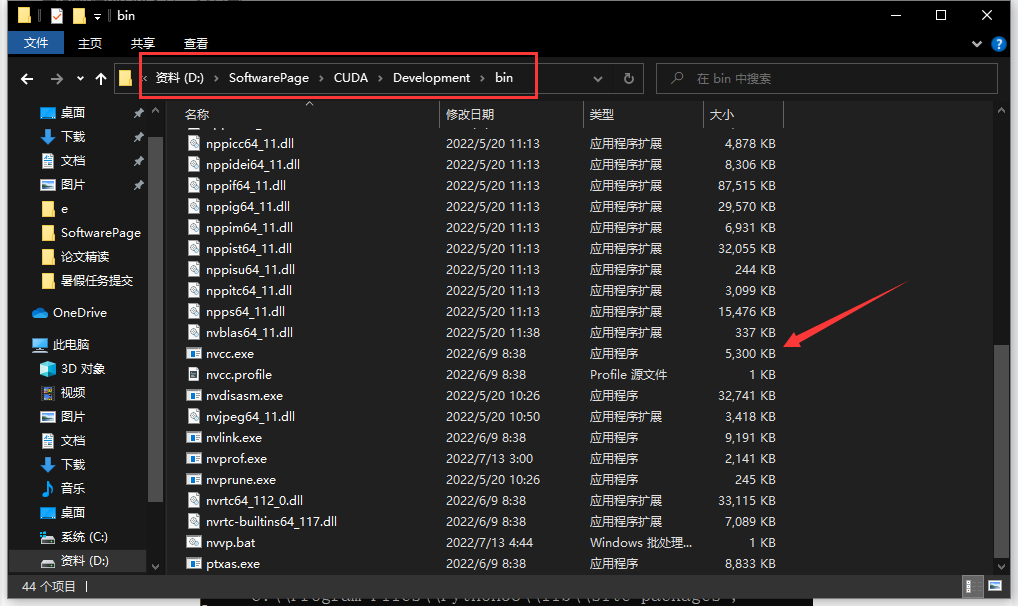 bin
文件 主页 共享 查看
资料 (D:) › SoftwarePage › CUDA › Development › bin
在 bin 中搜索
名称 修改日期 类型 大小
桌面
下载
文档
图片
e
SoftwarePage
论文精读
暑假任务提交
OneDrive
此电脑
3D 对象
视频
图片
文档
下载
音乐
桌面
系统 (C:)
资料 (D:)
nppicc64_11.dll 2022/5/20 11:13 应用程序扩展 4,878 KB
nppidei64_11.dll 2022/5/20 11:13 应用程序扩展 8,306 KB
nppif64_11.dll 2022/5/20 11:13 应用程序扩展 87,515 KB
nppig64_11.dll 2022/5/20 11:13 应用程序扩展 29,570 KB
nppim64_11.dll 2022/5/20 11:13 应用程序扩展 6,931 KB
nppist64_11.dll 2022/5/20 11:13 应用程序扩展 32,055 KB
nppisu64_11.dll 2022/5/20 11:13 应用程序扩展 244 KB
nppitc64_11.dll 2022/5/20 11:13 应用程序扩展 3,099 KB
npps64_11.dll 2022/5/20 11:13 应用程序扩展 15,476 KB
nvblas64_11.dll 2022/5/20 11:38 应用程序扩展 337 KB
nvcc.exe 2022/6/9 8:38 应用程序 5,300 KB
nvcc.profile 2022/6/9 8:38 Profile 源文件 1 KB
nvdisasm.exe 2022/5/20 10:26 应用程序 32,741 KB
nvjpeg64_11.dll 2022/5/20 10:50 应用程序扩展 3,418 KB
nvlink.exe 2022/6/9 8:38 应用程序 9,191 KB
nvprof.exe 2022/7/13 3:00 应用程序 2,141 KB
nvprune.exe 2022/5/20 10:26 应用程序 245 KB
nvrtc64_112_0.dll 2022/6/9 8:38 应用程序扩展 33,115 KB
nvrtc-builtins64_117.dll 2022/6/9 8:38 应用程序扩展 7,089 KB
nvvp.bat 2022/7/13 4:44 Windows 批处理... 1 KB
ptxas.exe 2022/6/9 8:38 应用程序 8,833 KB
44 个项目